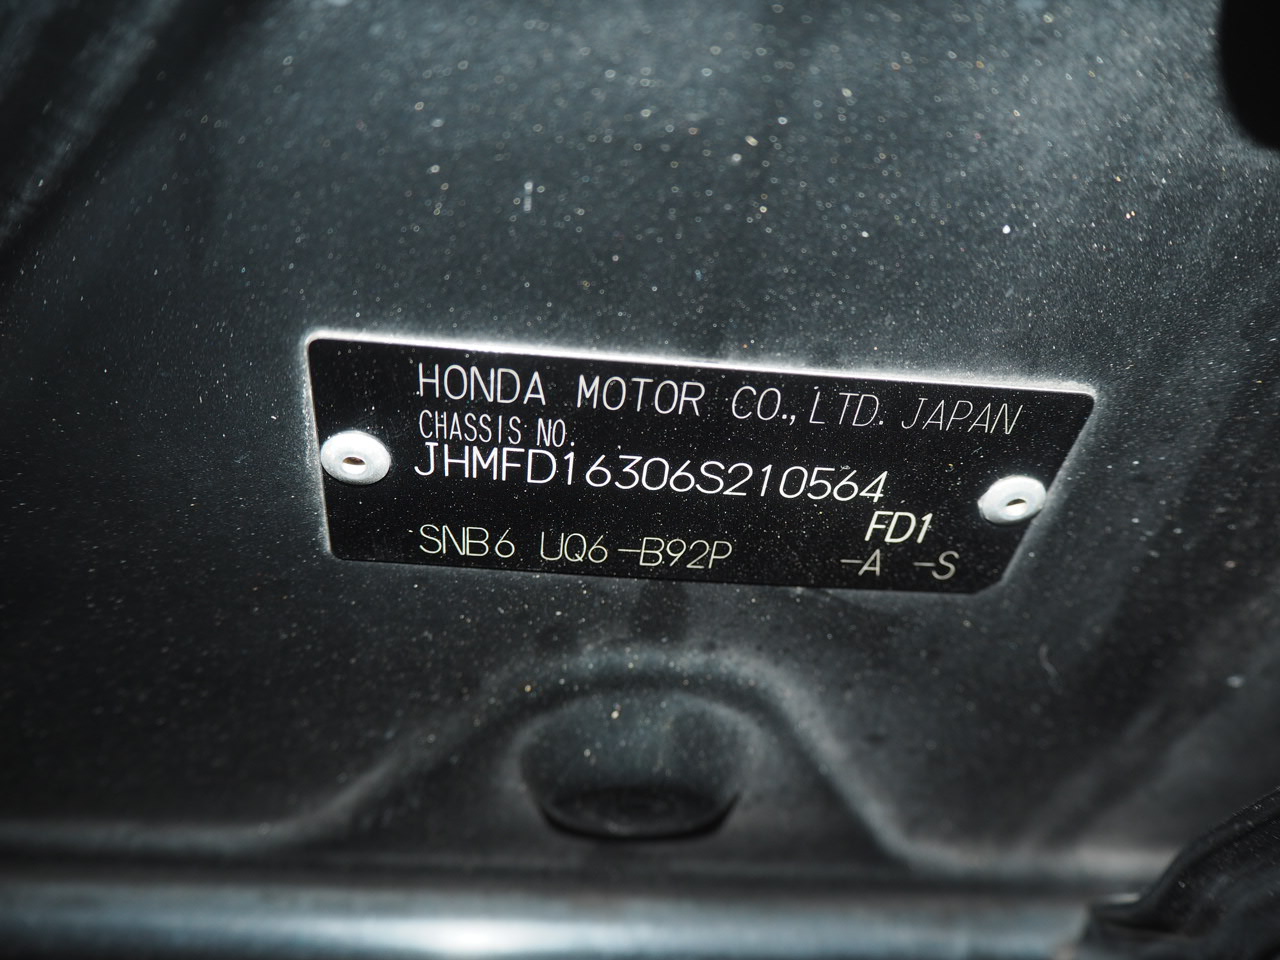 HONDA MOTOR CO.,LTD. JAPAN
CHASSIS NO.
JHMFD16306S210564
FD1
SNB6 UQ6-B92P -A -S